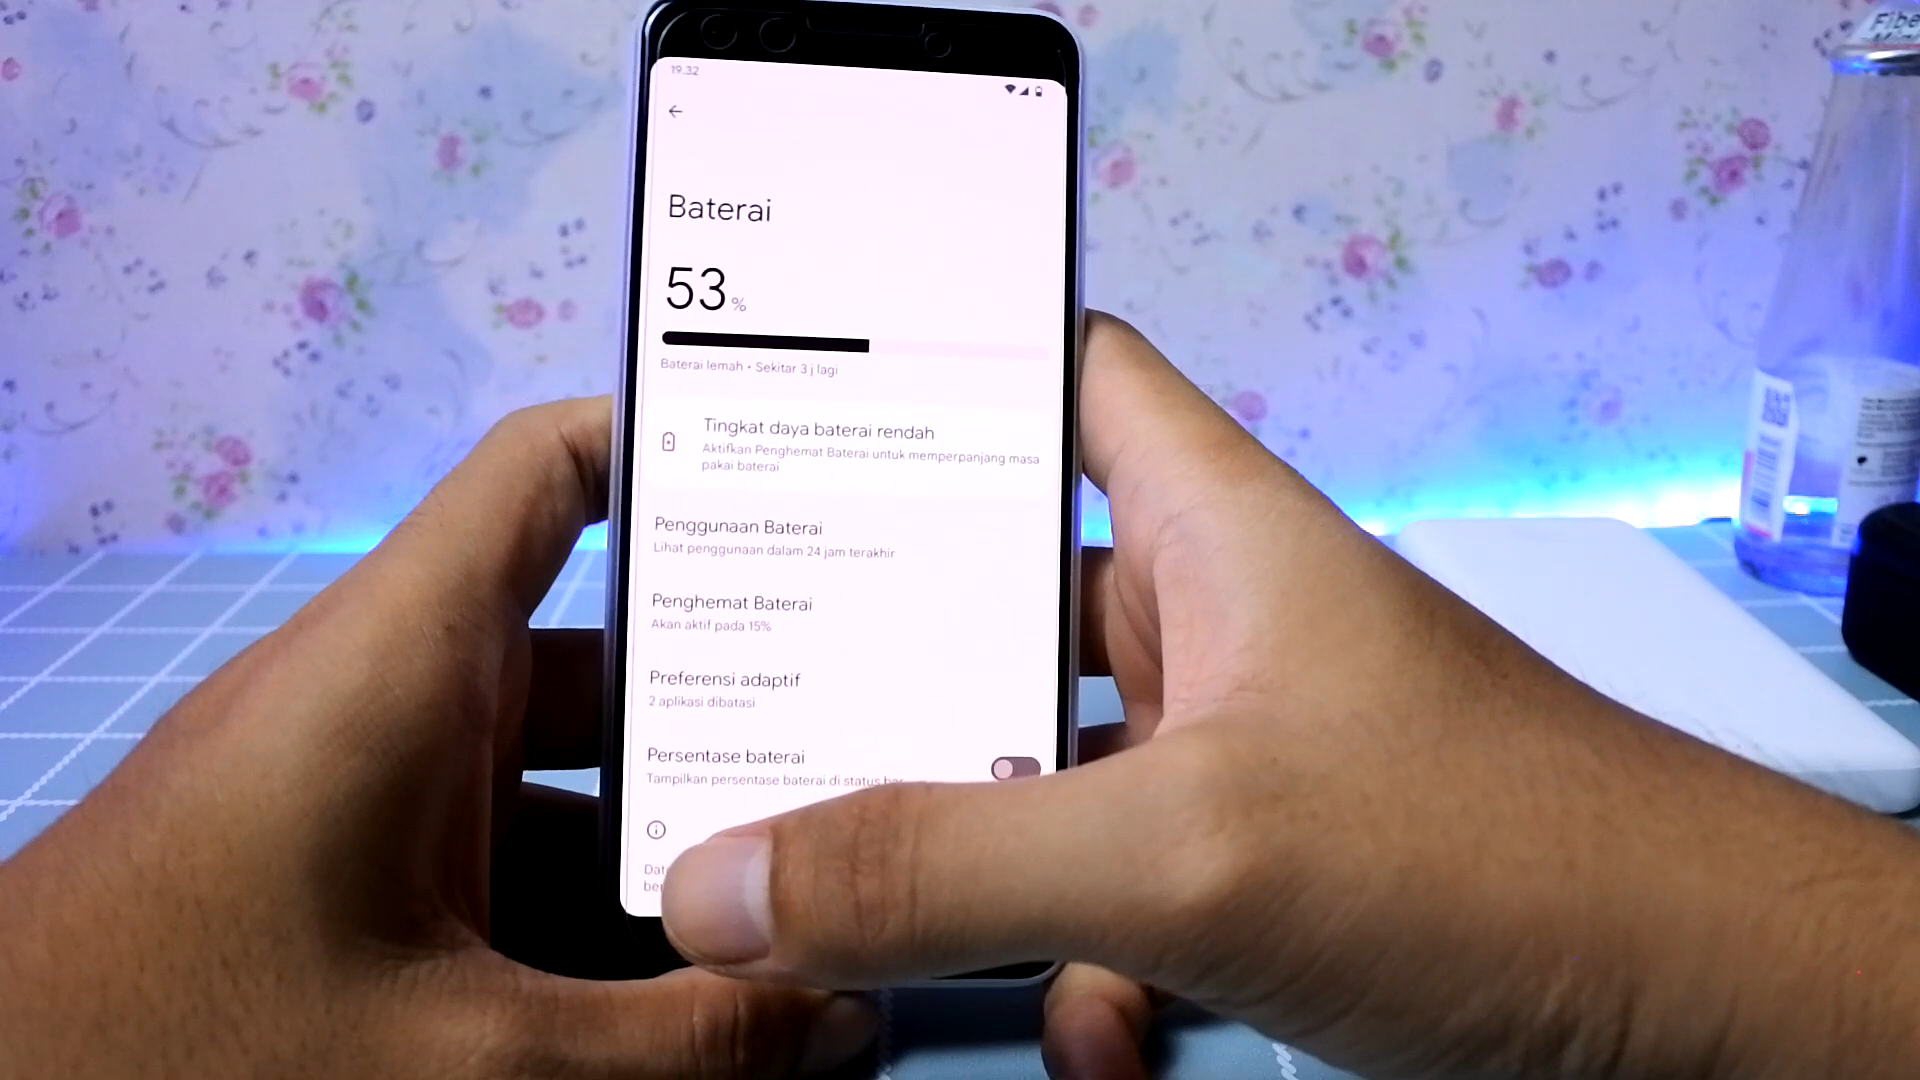 19.32
Baterai
53 %
Baterai lemah • Sekitar 3 j lagi
Tingkat daya baterai rendah
Aktifkan Penghemat Baterai untuk memperpanjang masa
pakai baterai
Penggunaan Baterai
Lihat penggunaan dalam 24 jam terakhir
Penghemat Baterai
Akan aktif pada 15%
Preferensi adaptif
2 aplikasi dibatasi
Persentase baterai
Tampilkan persentase baterai di status
Fibe